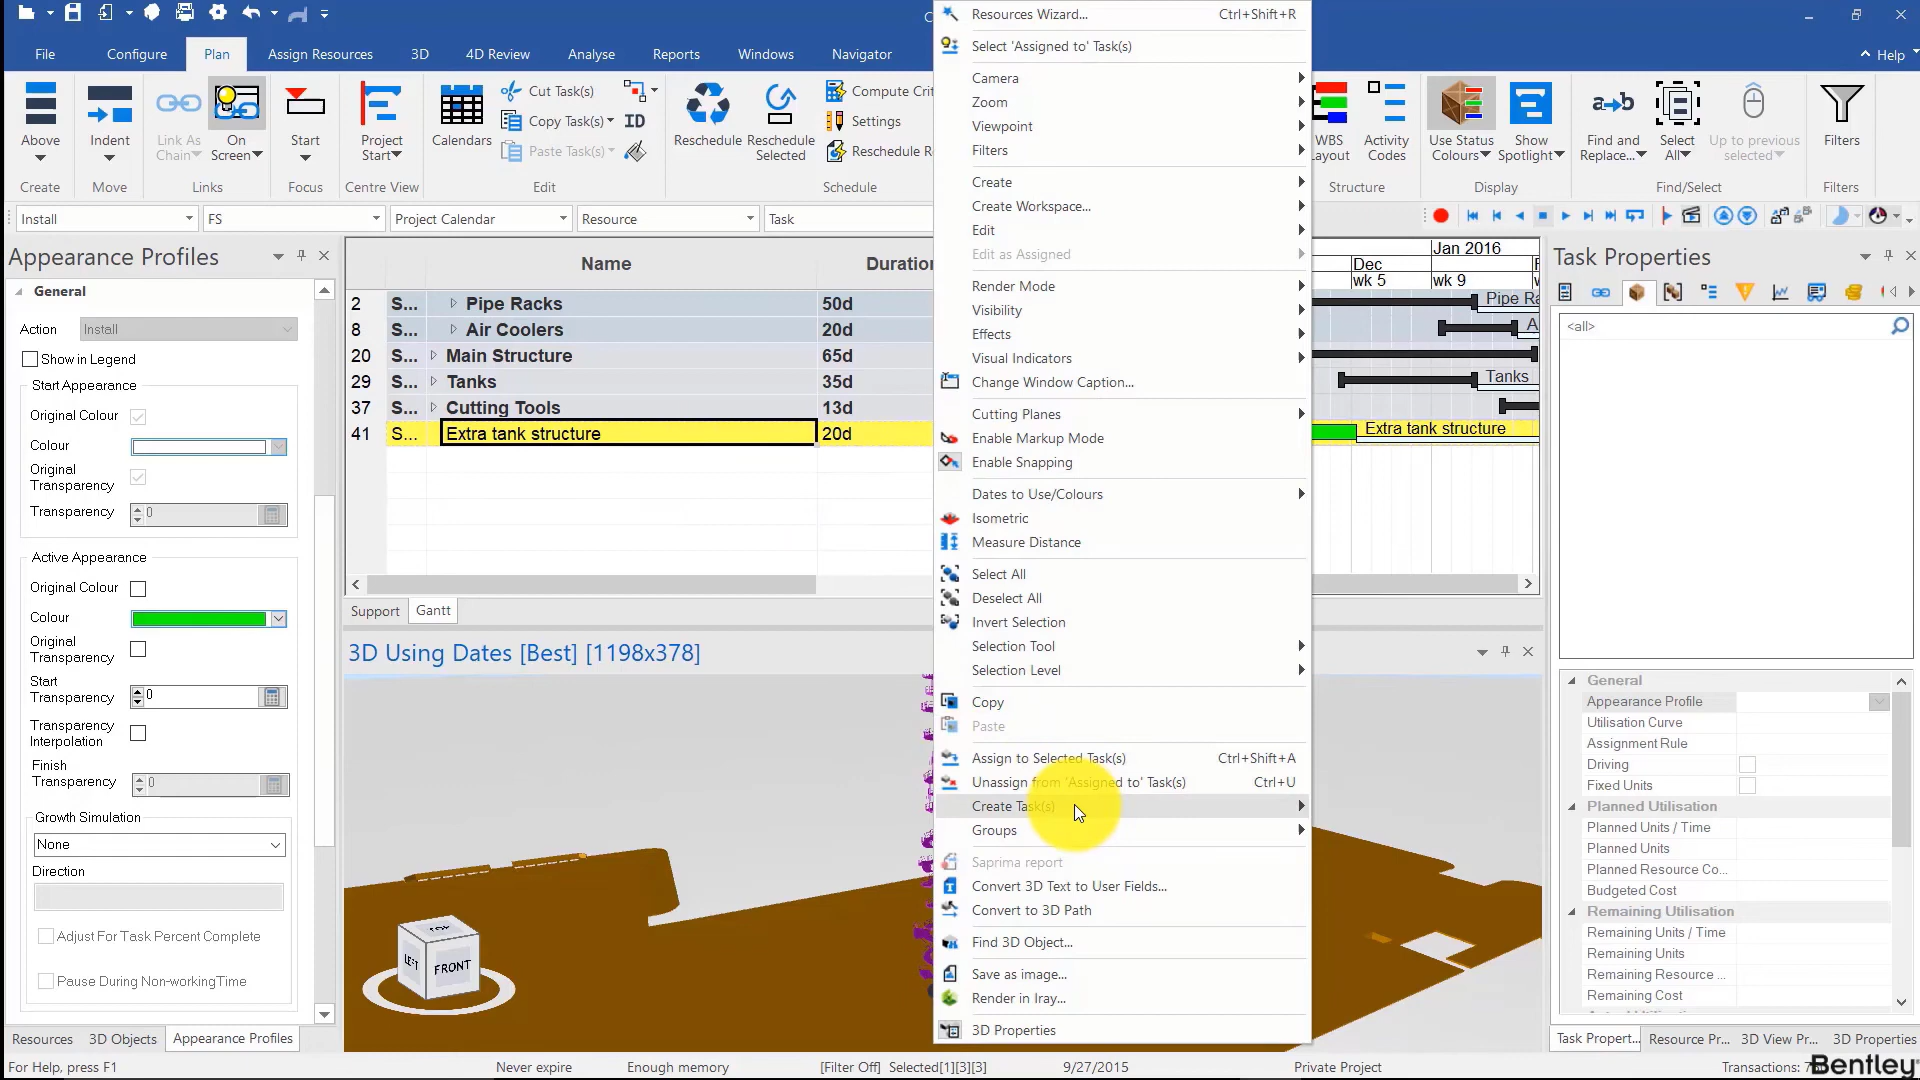 File
Configure
Plan
Assign Resources
3D
4D Review
Analyse
Reports
Windows
Navigator
Help
Above
Indent
Link As
Chain
On
Screen
Start
Project
Start
Calendars
Cut Task(s)
Copy Task(s)
Paste Task(s)
ID
Reschedule
Reschedule
Selected
Compute Crit
Settings
Reschedule R
WBS
Layout
Activity
Codes
Use Status
Colours
Show
Spotlight
a→b
Find and
Replace...
Select
All
Up to previous
selected
Filters
Create
Move
Links
Focus
Centre View
Edit
Schedule
Structure
Display
Find/Select
Filters
Install
FS
Project Calendar
Resource
Task
Appearance Profiles
General
Action
Install
Show in Legend
Start Appearance
Original Colour
Colour
Original
Transparency
Transparency
0
Active Appearance
Original Colour
Colour
Original
Transparency
Start
Transparency
0
Transparency
Interpolation
Finish
Transparency
0
Growth Simulation
None
Direction
Adjust For Task Percent Complete
Pause During Non-workingTime
Resources
3D Objects
Appearance Profiles
Name
Duration
2 S... Pipe Racks 50d
8 S... Air Coolers 20d
20 S... Main Structure 65d
29 S... Tanks 35d
37 S... Cutting Tools 13d
41 S... Extra tank structure 20d
Support
Gantt
3D Using Dates [Best] [1198x378]
LEFT
FRONT
Resources Wizard... Ctrl+Shift+R
Select 'Assigned to' Task(s)
Camera
Zoom
Viewpoint
Filters
Create
Create Workspace...
Edit
Edit as Assigned
Render Mode
Visibility
Effects
Visual Indicators
Change Window Caption...
Cutting Planes
Enable Markup Mode
Enable Snapping
Dates to Use/Colours
Isometric
Measure Distance
Select All
Deselect All
Invert Selection
Selection Tool
Selection Level
Copy
Paste
Assign to Selected Task(s) Ctrl+Shift+A
Unassign from 'Assigned to' Task(s) Ctrl+U
Create Task(s)
Groups
Saprima report
Convert 3D Text to User Fields...
Convert to 3D Path
Find 3D Object...
Save as image...
Render in Iray...
3D Properties
Jan 2016
Dec
wk 5
wk 9
Pipe Ra
Tanks
Extra tank structure
Task Properties
<all>
General
Appearance Profile
Utilisation Curve
Assignment Rule
Driving
Fixed Units
Planned Utilisation
Planned Units / Time
Planned Units
Planned Resource Co...
Budgeted Cost
Remaining Utilisation
Remaining Units / Time
Remaining Units
Remaining Resource ...
Remaining Cost
Task Propert...
Resource Pr...
3D View Pr...
3D Properties
For Help, press F1
Never expire
Enough memory
[Filter Off]
Selected[1][3][3]
9/27/2015
Private Project
Transactions:
Bentley